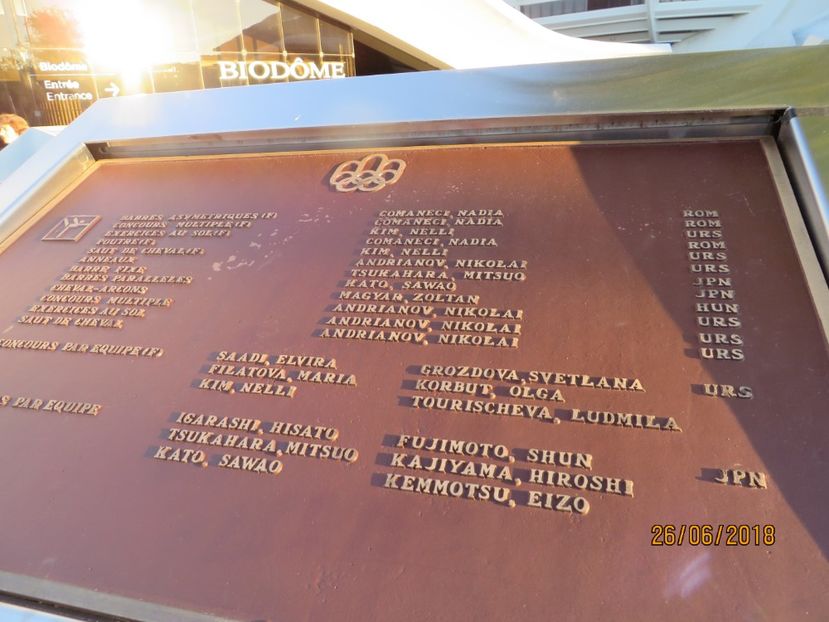 Biodôme
BIODÔME
Entrée
Entrance
BARRES ASYMETRIQUES (F) COMANECI, NADIA ROM
CONCOURS MULTIPLE (F) COMANECI, NADIA ROM
EXERCICES AU SOL (F) KIM, NELLI URS
POUTRE (F) COMANECI, NADIA ROM
SAUT DE CHEVAL (F) KIM, NELLI URS
ANNEAUX ANDRIANOV, NIKOLAI URS
BARRE FIXE TSUKAHARA, MITSUO JPN
BARRES PARALLELES KATO, SAWAO JPN
CHEVAL-ARCONS MAGYAR, ZOLTAN HUN
CONCOURS MULTIPLE ANDRIANOV, NIKOLAI URS
EXERCICES AU SOL ANDRIANOV, NIKOLAI URS
SAUT DE CHEVAL ANDRIANOV, NIKOLAI URS
CONCOURS PAR EQUIPE (F) SAADI, ELVIRA GROZDOVA, SVETLANA URS
FILATOVA, MARIA KORBUT, OLGA
KIM, NELLI TOURISCHEVA, LUDMILA
PAR EQUIPE IGARASHI, HISATO FUJIMOTO, SHUN JPN
TSUKAHARA, MITSUO KAJIYAMA, HIROSHI
KATO, SAWAO KEMMOTSU, EIZO
26/06/2018